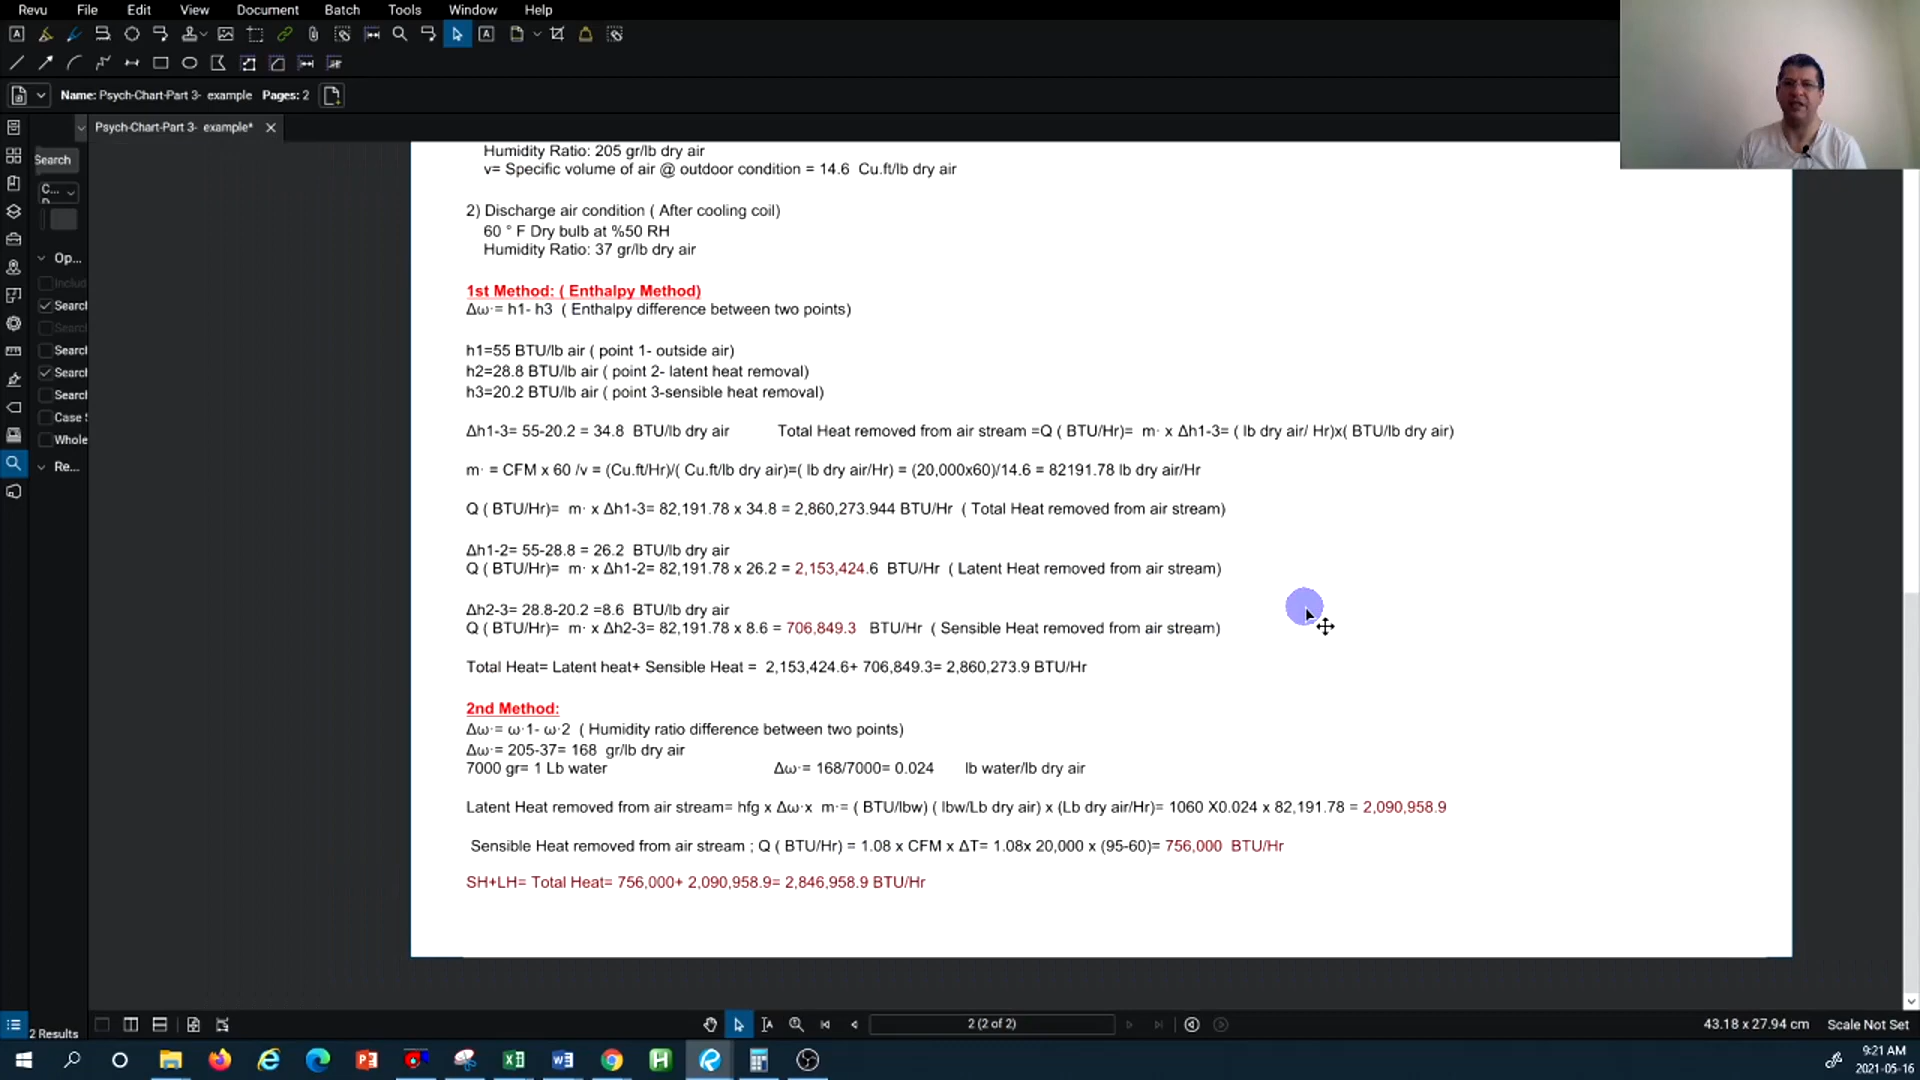 Revu File Edit View Document Batch Tools Window Help
Name: Psych-Chart-Part 3- example Pages: 2
Psych-Chart-Part 3- example*
Search
C...
Op...
Includ
Search
Search
Search
Search
Search
Case
Whole
Re...
Humidity Ratio: 205 gr/lb dry air
v= Specific volume of air @ outdoor condition = 14.6 Cu.ft/lb dry air
2) Discharge air condition ( After cooling coil)
60 ° F Dry bulb at %50 RH
Humidity Ratio: 37 gr/lb dry air
1st Method: ( Enthalpy Method)
Δω·= h1- h3 ( Enthalpy difference between two points)
h1=55 BTU/lb air ( point 1- outside air)
h2=28.8 BTU/lb air ( point 2- latent heat removal)
h3=20.2 BTU/lb air ( point 3-sensible heat removal)
Δh1-3= 55-20.2 = 34.8 BTU/lb dry air Total Heat removed from air stream =Q ( BTU/Hr)= m· x Δh1-3= ( lb dry air/ Hr)x( BTU/lb dry air)
m· = CFM x 60 /v = (Cu.ft/Hr)/( Cu.ft/lb dry air)=( lb dry air/Hr) = (20,000x60)/14.6 = 82191.78 lb dry air/Hr
Q ( BTU/Hr)= m· x Δh1-3= 82,191.78 x 34.8 = 2,860,273.944 BTU/Hr ( Total Heat removed from air stream)
Δh1-2= 55-28.8 = 26.2 BTU/lb dry air
Q ( BTU/Hr)= m· x Δh1-2= 82,191.78 x 26.2 = 2,153,424.6 BTU/Hr ( Latent Heat removed from air stream)
Δh2-3= 28.8-20.2 =8.6 BTU/lb dry air
Q ( BTU/Hr)= m· x Δh2-3= 82,191.78 x 8.6 = 706,849.3 BTU/Hr ( Sensible Heat removed from air stream)
Total Heat= Latent heat+ Sensible Heat = 2,153,424.6+ 706,849.3= 2,860,273.9 BTU/Hr
2nd Method:
Δω·= ω·1- ω·2 ( Humidity ratio difference between two points)
Δω·= 205-37= 168 gr/lb dry air
7000 gr= 1 Lb water Δω·= 168/7000= 0.024 lb water/lb dry air
Latent Heat removed from air stream= hfg x Δω·x m·= ( BTU/lbw) ( lbw/Lb dry air) x (Lb dry air/Hr)= 1060 X0.024 x 82,191.78 = 2,090,958.9
Sensible Heat removed from air stream ; Q ( BTU/Hr) = 1.08 x CFM x ΔT= 1.08x 20,000 x (95-60)= 756,000 BTU/Hr
SH+LH= Total Heat= 756,000+ 2,090,958.9= 2,846,958.9 BTU/Hr
2 Results
2 (2 of 2)
43.18 x 27.94 cm Scale Not Set
9:21 AM
2021-05-16